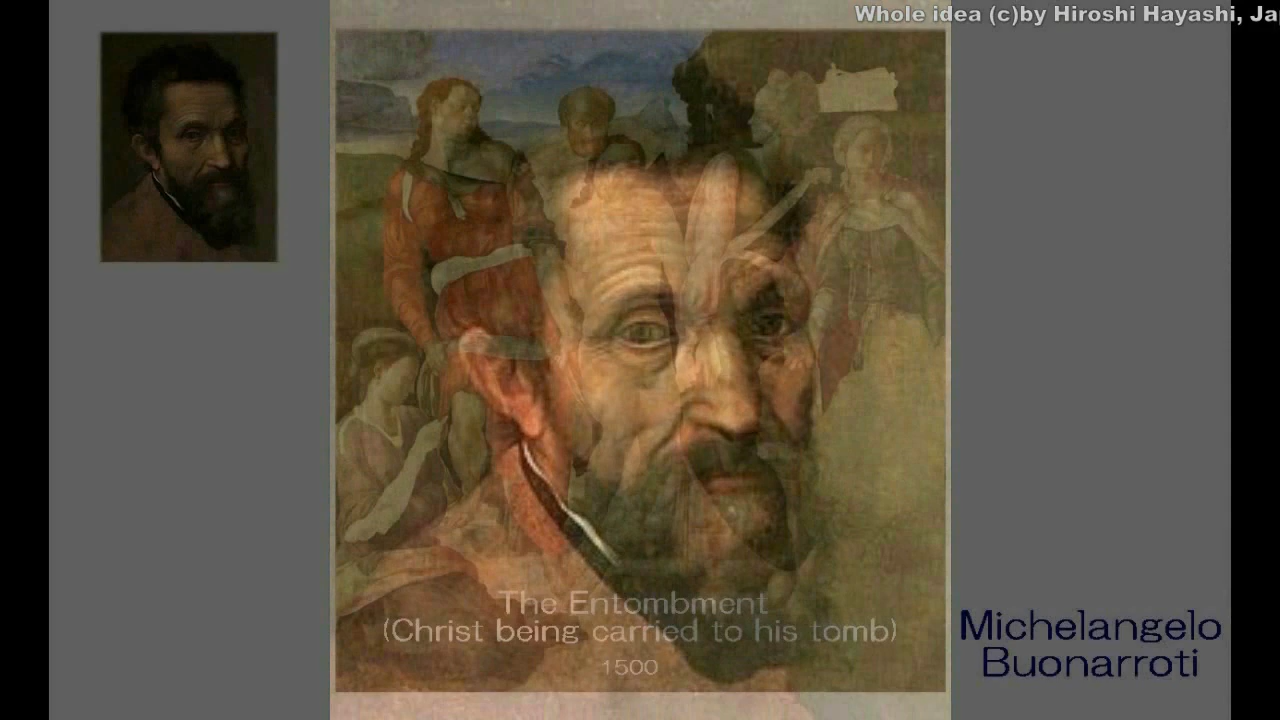 Whole idea (c)by Hiroshi Hayashi, Ja
The Entombment
(Christ being carried to his tomb)
1500
Michelangelo
Buonarroti